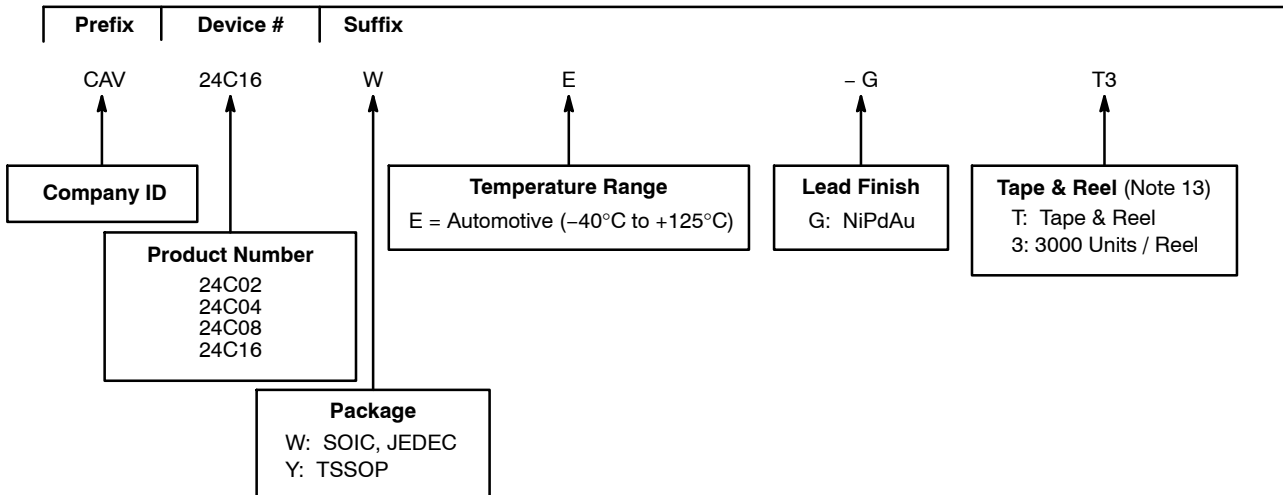 Prefix Device # Suffix
CAV 24C16 W E – G T3
Company ID
Product Number
24C02
24C04
24C08
24C16
Package
W: SOIC, JEDEC
Y: TSSOP
Temperature Range
E = Automotive (−40°C to +125°C)
Lead Finish
G: NiPdAu
Tape & Reel (Note 13)
T: Tape & Reel
3: 3000 Units / Reel